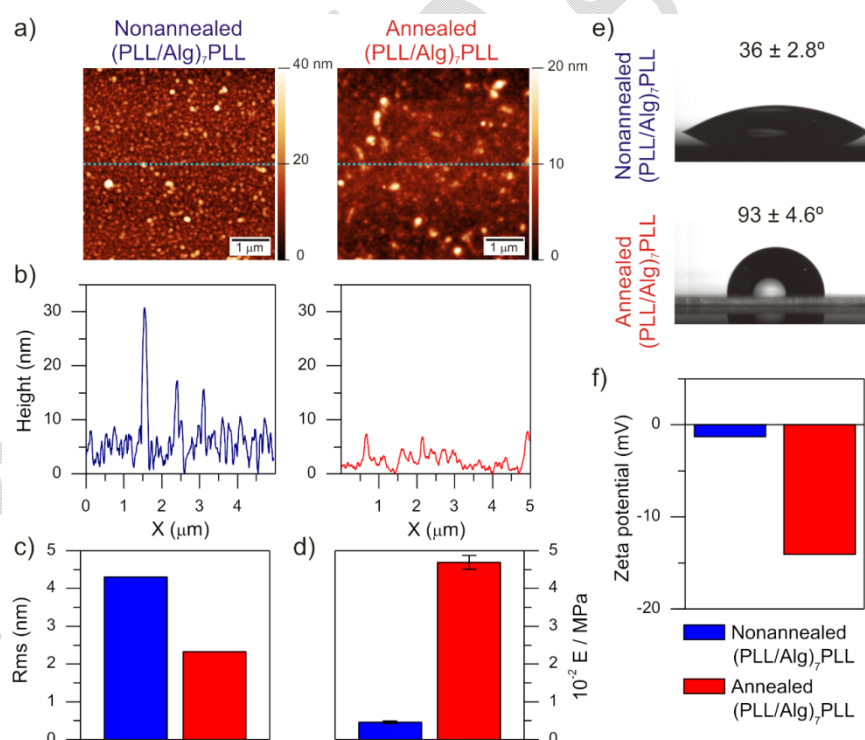 a)
Nonannealed
(PLL/Alg)₇PLL
40 nm
20
0
1 μm
Annealed
(PLL/Alg)₇PLL
20 nm
10
0
1 μm
b)
Height (nm)
30
20
10
0
0 1 2 3 4
X (μm)
30
20
10
0
1 2 3 4 5
X (μm)
c)
Rms (nm)
5
4
3
2
1
0
d)
5
4
3
2
1
0
10⁻² E / MPa
e)
Nonannealed
(PLL/Alg)₇PLL
36 ± 2.8º
Annealed
(PLL/Alg)₇PLL
93 ± 4.6º
f)
Zeta potential (mV)
0
-10
-20
Nonannealed
(PLL/Alg)₇PLL
Annealed
(PLL/Alg)₇PLL